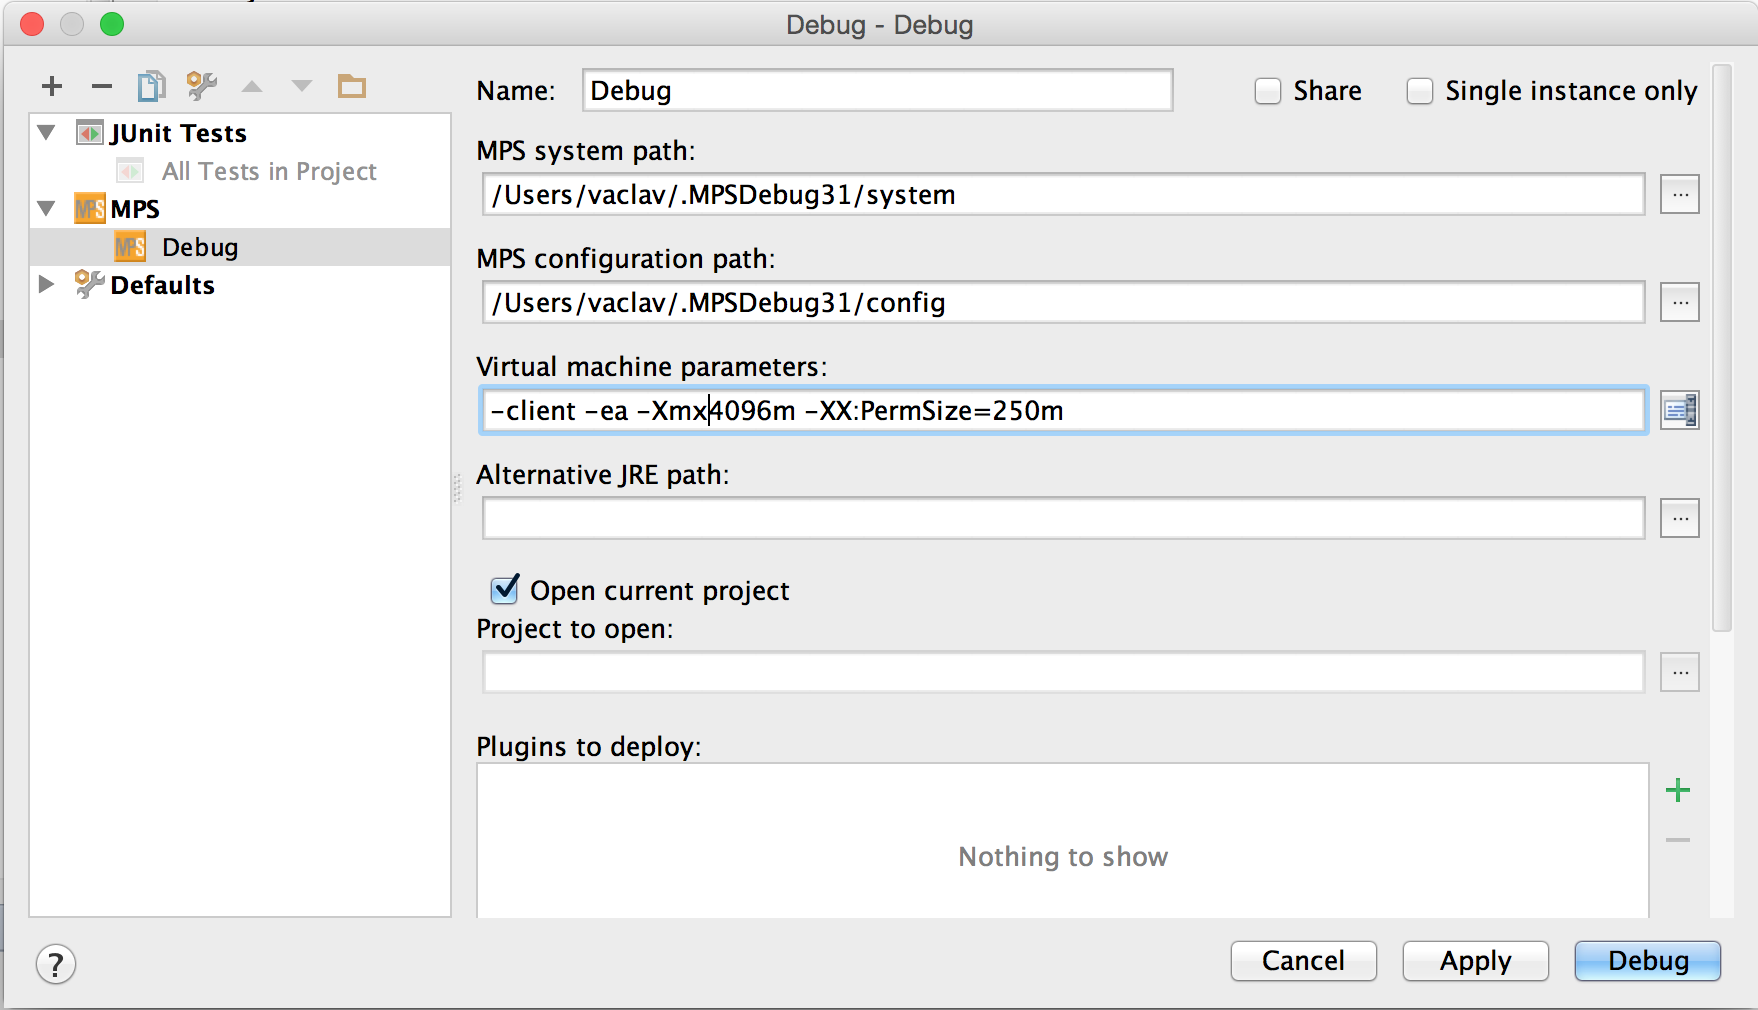 Debug - Debug
Name: Debug Share Single instance only
JUnit Tests
All Tests in Project
MPS MPS
MPS Debug
Defaults
MPS system path:
/Users/vaclav/.MPSDebug31/system ...
MPS configuration path:
/Users/vaclav/.MPSDebug31/config ...
Virtual machine parameters:
-client -ea -Xmx4096m -XX:PermSize=250m
Alternative JRE path:
...
Open current project
Project to open:
...
Plugins to deploy:
Nothing to show
? Cancel Apply Debug